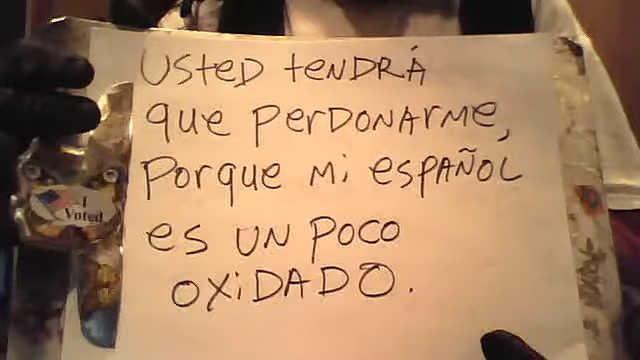 Usted tendrá
que perdonarme,
porque mi español
es un poco
oxidado.
I
Voted